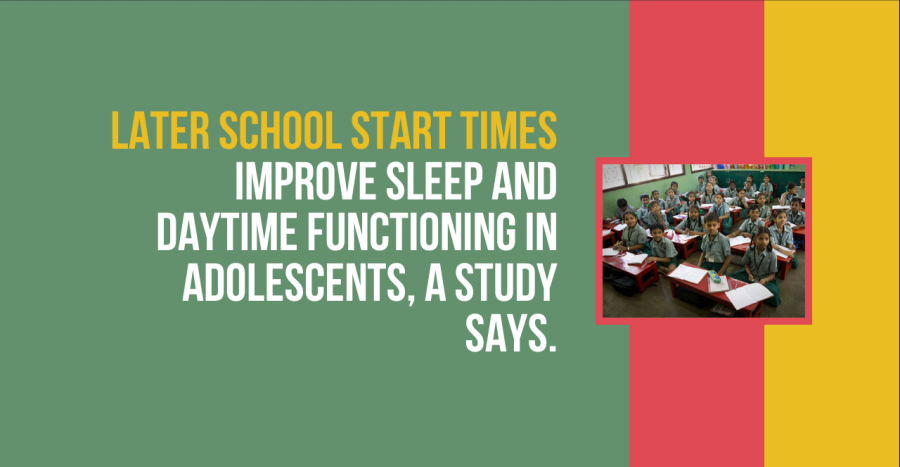 LATER SCHOOL START TIMES
IMPROVE SLEEP AND
DAYTIME FUNCTIONING IN
ADOLESCENTS, A STUDY
SAYS.